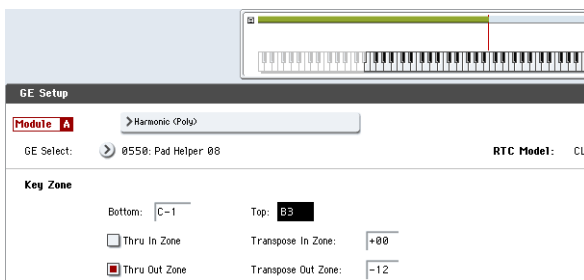 GE Setup
Module A >Harmonic (Poly)
GE Select: 0550: Pad Helper 08 RTC Model: CL
Key Zone
Bottom: C-1 Top: B3
Thru In Zone Transpose In Zone: +00
Thru Out Zone Transpose Out Zone: -12